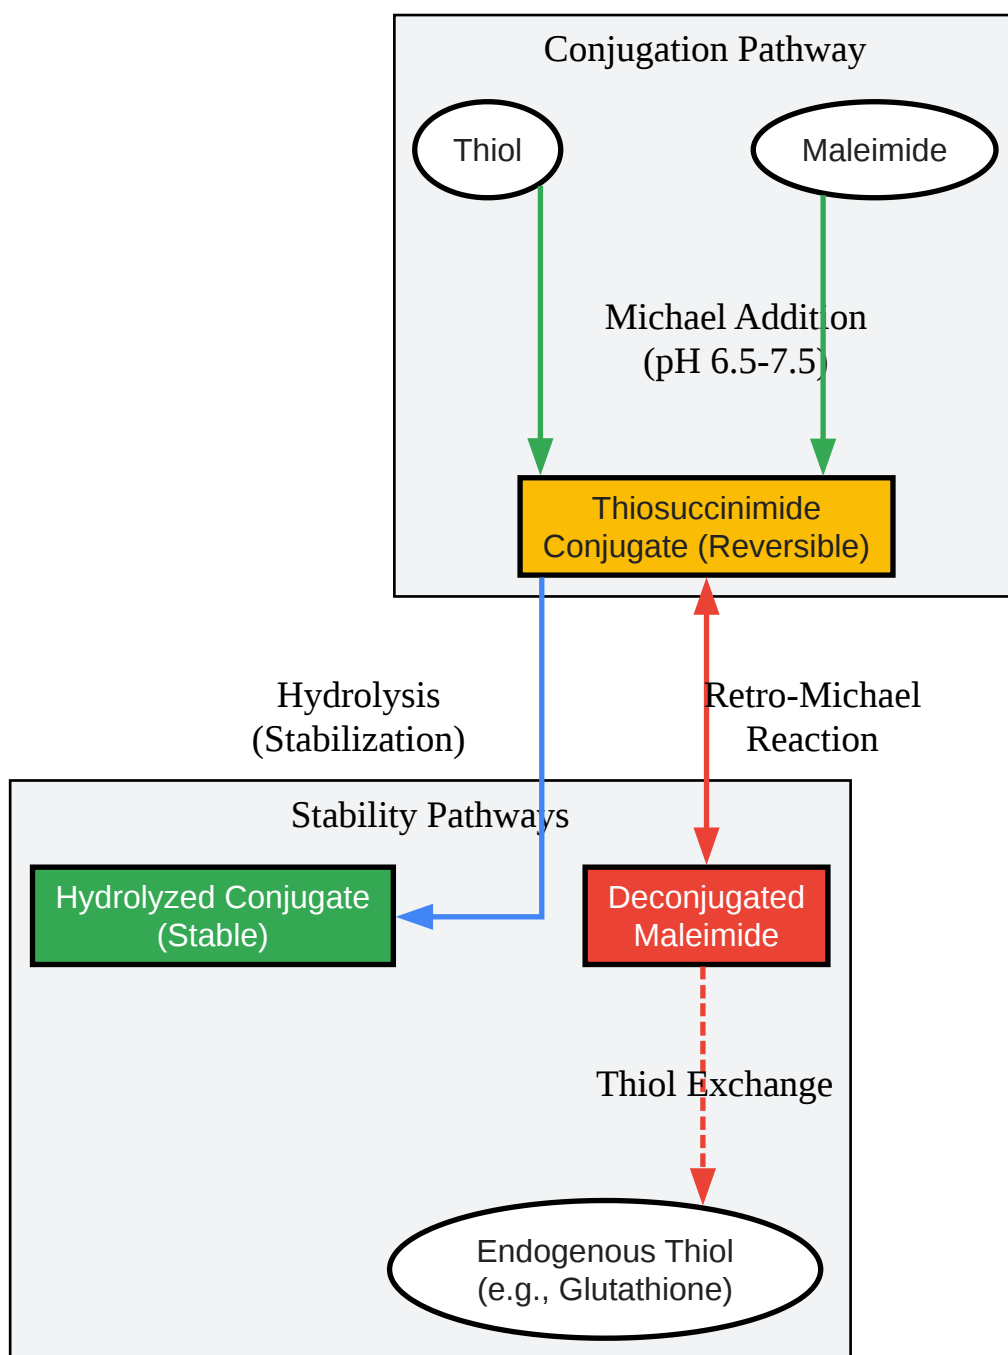 Conjugation Pathway
Thiol
Maleimide
Michael Addition
(pH 6.5-7.5)
Thiosuccinimide
Conjugate (Reversible)
Hydrolysis
(Stabilization)
Retro-Michael
Reaction
Stability Pathways
Hydrolyzed Conjugate
(Stable)
Deconjugated
Maleimide
Thiol Exchange
Endogenous Thiol
(e.g., Glutathione)